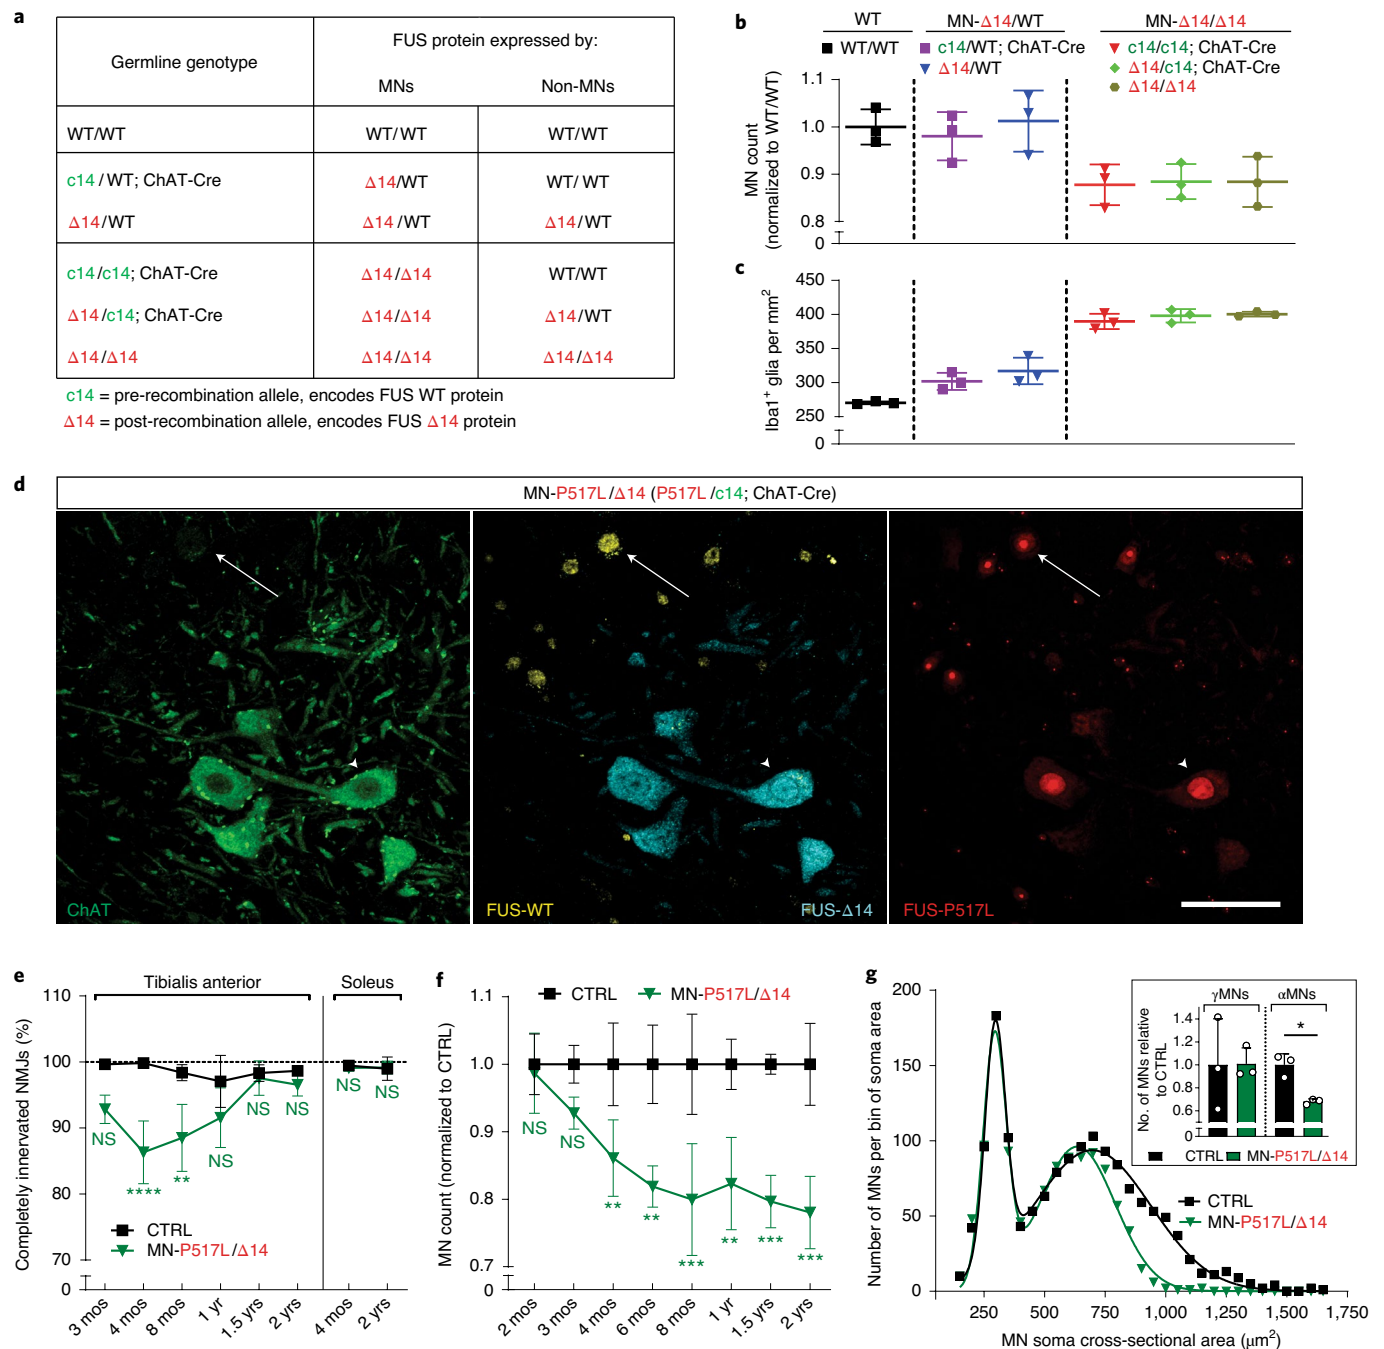 a
Germline genotype
FUS protein expressed by:
MNs
Non-MNs
WT/WT
WT/WT
WT/WT
c14/WT; ChAT-Cre
Δ14/WT
WT/ WT
Δ14/WT
Δ14/WT
Δ14/WT
c14/c14; ChAT-Cre
Δ14/Δ14
WT/WT
Δ14/c14; ChAT-Cre
Δ14/Δ14
Δ14/WT
Δ14/Δ14
Δ14/Δ14
Δ14/Δ14
c14 = pre-recombination allele, encodes FUS WT protein
Δ14 = post-recombination allele, encodes FUS Δ14 protein
b
WT
MN-Δ14/WT
MN-Δ14/Δ14
WT/WT
c14/WT; ChAT-Cre
Δ14/WT
c14/c14; ChAT-Cre
Δ14/c14; ChAT-Cre
Δ14/Δ14
MN count
(normalized to WT/WT)
1.1
1.0
0.9
0.8
0
c
Iba1+ glia per mm2
450
400
350
300
250
0
d
MN-P517L/Δ14 (P517L/c14; ChAT-Cre)
ChAT
FUS-WT
FUS-Δ14
FUS-P517L
e
Tibialis anterior
Soleus
Completely innervated NMJs (%)
110
100
90
80
70
0
NS
****
**
NS
NS
NS
NS
NS
CTRL
MN-P517L/Δ14
3 mos
4 mos
8 mos
1 yr
1.5 yrs
2 yrs
4 mos
2 yrs
f
CTRL
MN-P517L/Δ14
MN count (normalized to CTRL)
1.1
1.0
0.9
0.8
0.7
0
NS
NS
**
**
***
**
***
***
2 mos
3 mos
4 mos
6 mos
8 mos
1 yr
1.5 yrs
2 yrs
g
Number of MNs per bin of soma area
200
150
100
50
0
250
500
750
1,000
1,250
1,500
1,750
MN soma cross-sectional area (μm2)
CTRL
MN-P517L/Δ14
γMNs
αMNs
No. of MNs relative
to CTRL
1.4
1.2
1.0
0.8
0.6
0
*
CTRL
MN-P517L/Δ14